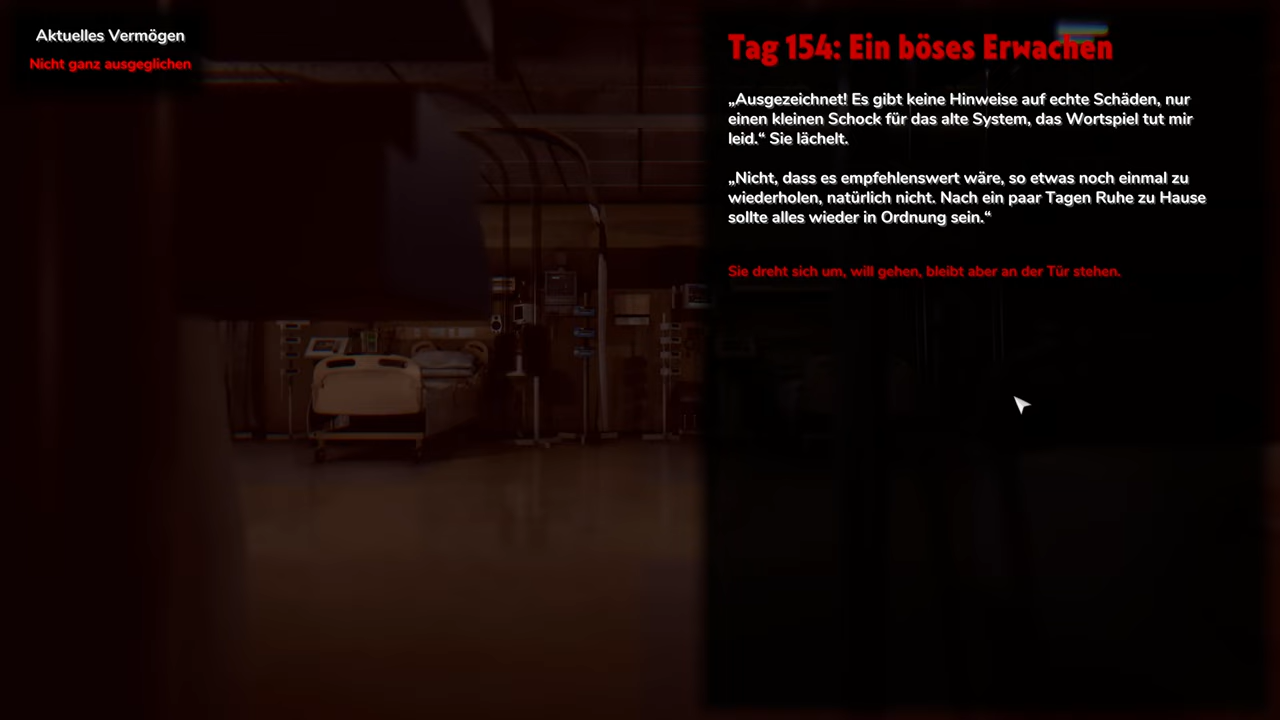 Aktuelles Vermögen
Nicht ganz ausgeglichen
Tag 154: Ein böses Erwachen
„Ausgezeichnet! Es gibt keine Hinweise auf echte Schäden, nur
einen kleinen Schock für das alte System, das Wortspiel tut mir
leid.“ Sie lächelt.
„Nicht, dass es empfehlenswert wäre, so etwas noch einmal zu
wiederholen, natürlich nicht. Nach ein paar Tagen Ruhe zu Hause
sollte alles wieder in Ordnung sein.“
Sie dreht sich um, will gehen, bleibt aber an der Tür stehen.